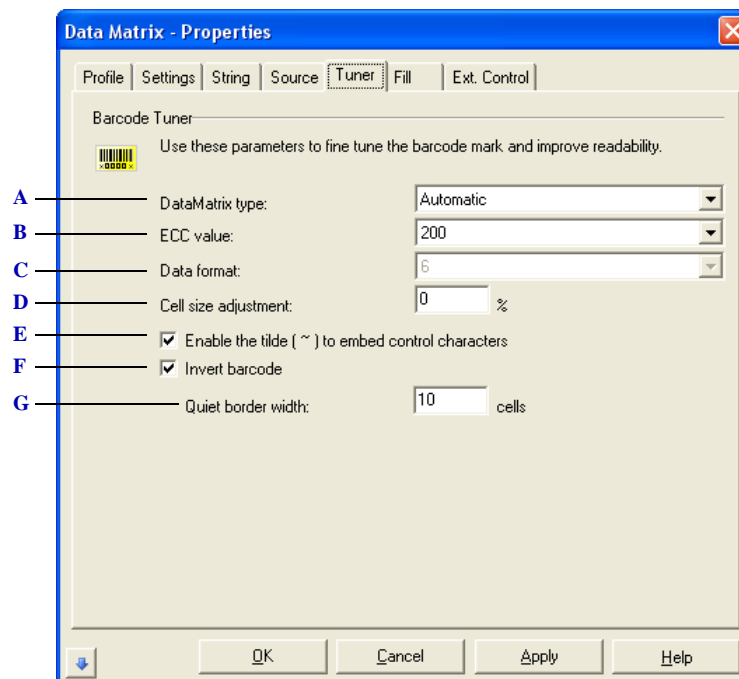 Data Matrix - Properties
Profile Settings String Source Tuner Fill Ext. Control
Barcode Tuner
Use these parameters to fine tune the barcode mark and improve readability.
A DataMatrix type: Automatic
B ECC value: 200
C Data format: 6
D Cell size adjustment: 0 %
E Enable the tilde ( ~ ) to embed control characters
F Invert barcode
G Quiet border width: 10 cells
OK Cancel Apply Help